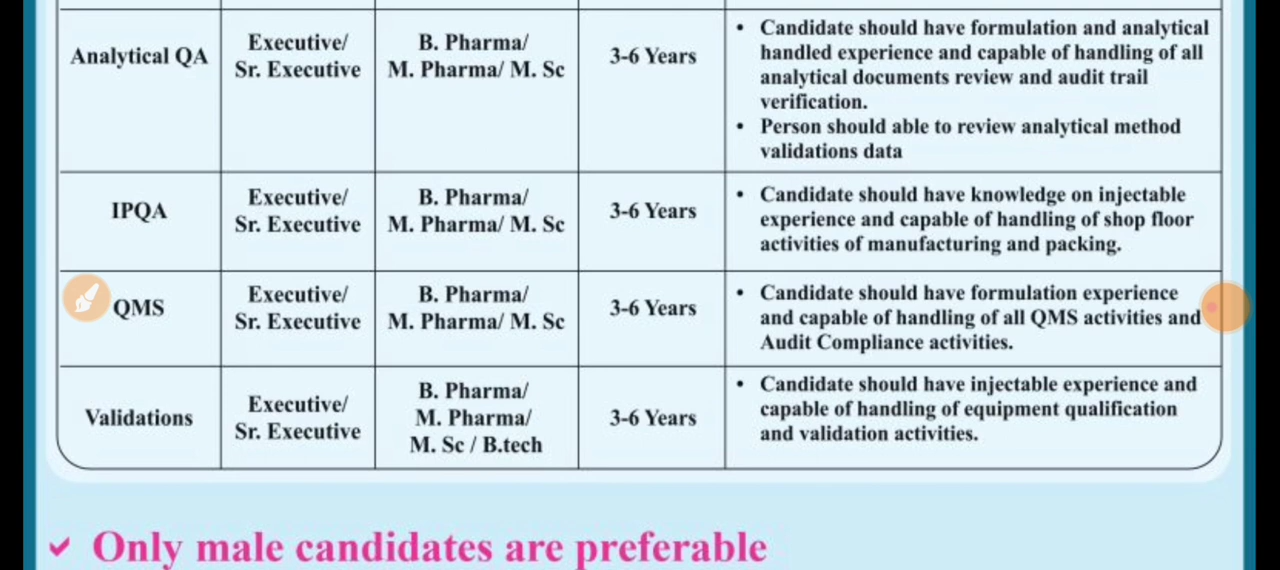 Analytical QA
Executive/
Sr. Executive
B. Pharma/
M. Pharma/ M. Sc
3-6 Years
• Candidate should have formulation and analytical
handled experience and capable of handling of all
analytical documents review and audit trail
verification.
• Person should able to review analytical method
validations data
IPQA
Executive/
Sr. Executive
B. Pharma/
M. Pharma/ M. Sc
3-6 Years
• Candidate should have knowledge on injectable
experience and capable of handling of shop floor
activities of manufacturing and packing.
QMS
Executive/
Sr. Executive
B. Pharma/
M. Pharma/ M. Sc
3-6 Years
• Candidate should have formulation experience
and capable of handling of all QMS activities and
Audit Compliance activities.
Validations
Executive/
Sr. Executive
B. Pharma/
M. Pharma/
M. Sc / B.tech
3-6 Years
• Candidate should have injectable experience and
capable of handling of equipment qualification
and validation activities.
✓ Only male candidates are preferable